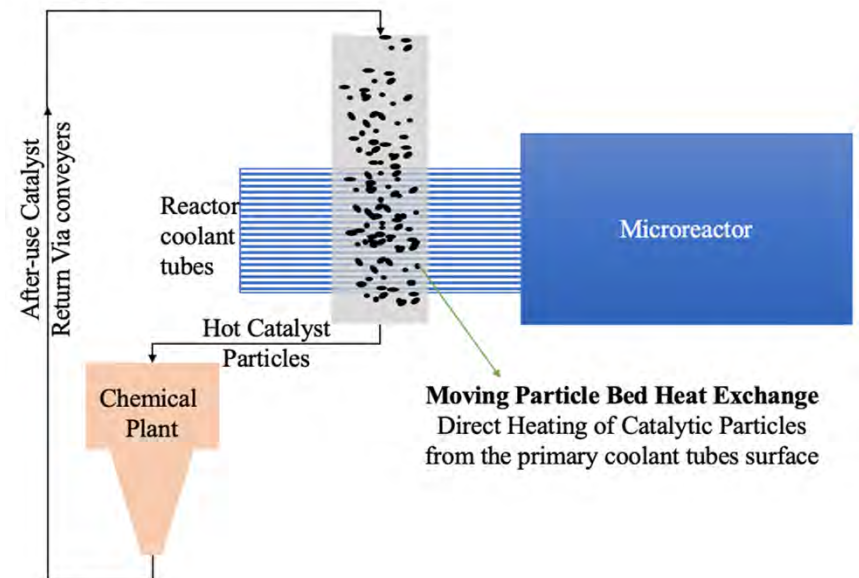 After-use Catalyst
Return Via conveyers
Reactor
coolant
tubes
Microreactor
Hot Catalyst
Particles
Chemical
Plant
Moving Particle Bed Heat Exchange
Direct Heating of Catalytic Particles
from the primary coolant tubes surface